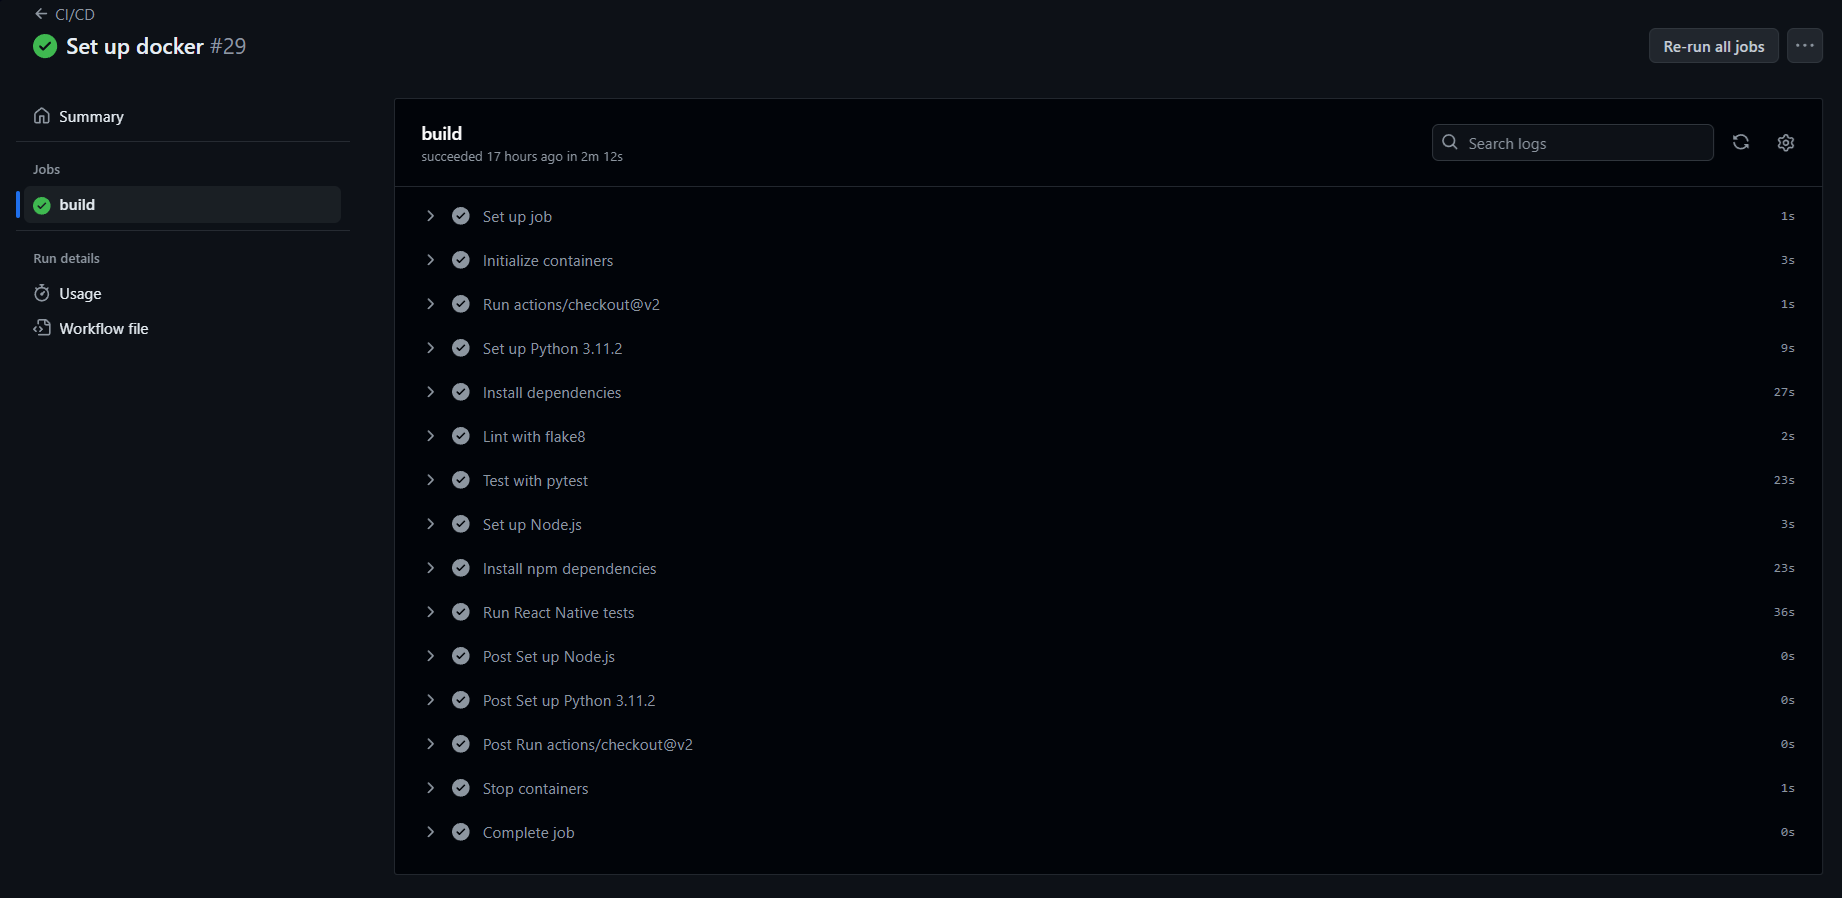 CI/CD
Set up docker #29
Re-run all jobs
Summary
Jobs
build
Run details
Usage
Workflow file
build
succeeded 17 hours ago in 2m 12s
Search logs
Set up job 1s
Initialize containers 3s
Run actions/checkout@v2 1s
Set up Python 3.11.2 9s
Install dependencies 27s
Lint with flake8 2s
Test with pytest 23s
Set up Node.js 3s
Install npm dependencies 23s
Run React Native tests 36s
Post Set up Node.js 0s
Post Set up Python 3.11.2 0s
Post Run actions/checkout@v2 0s
Stop containers 1s
Complete job 0s